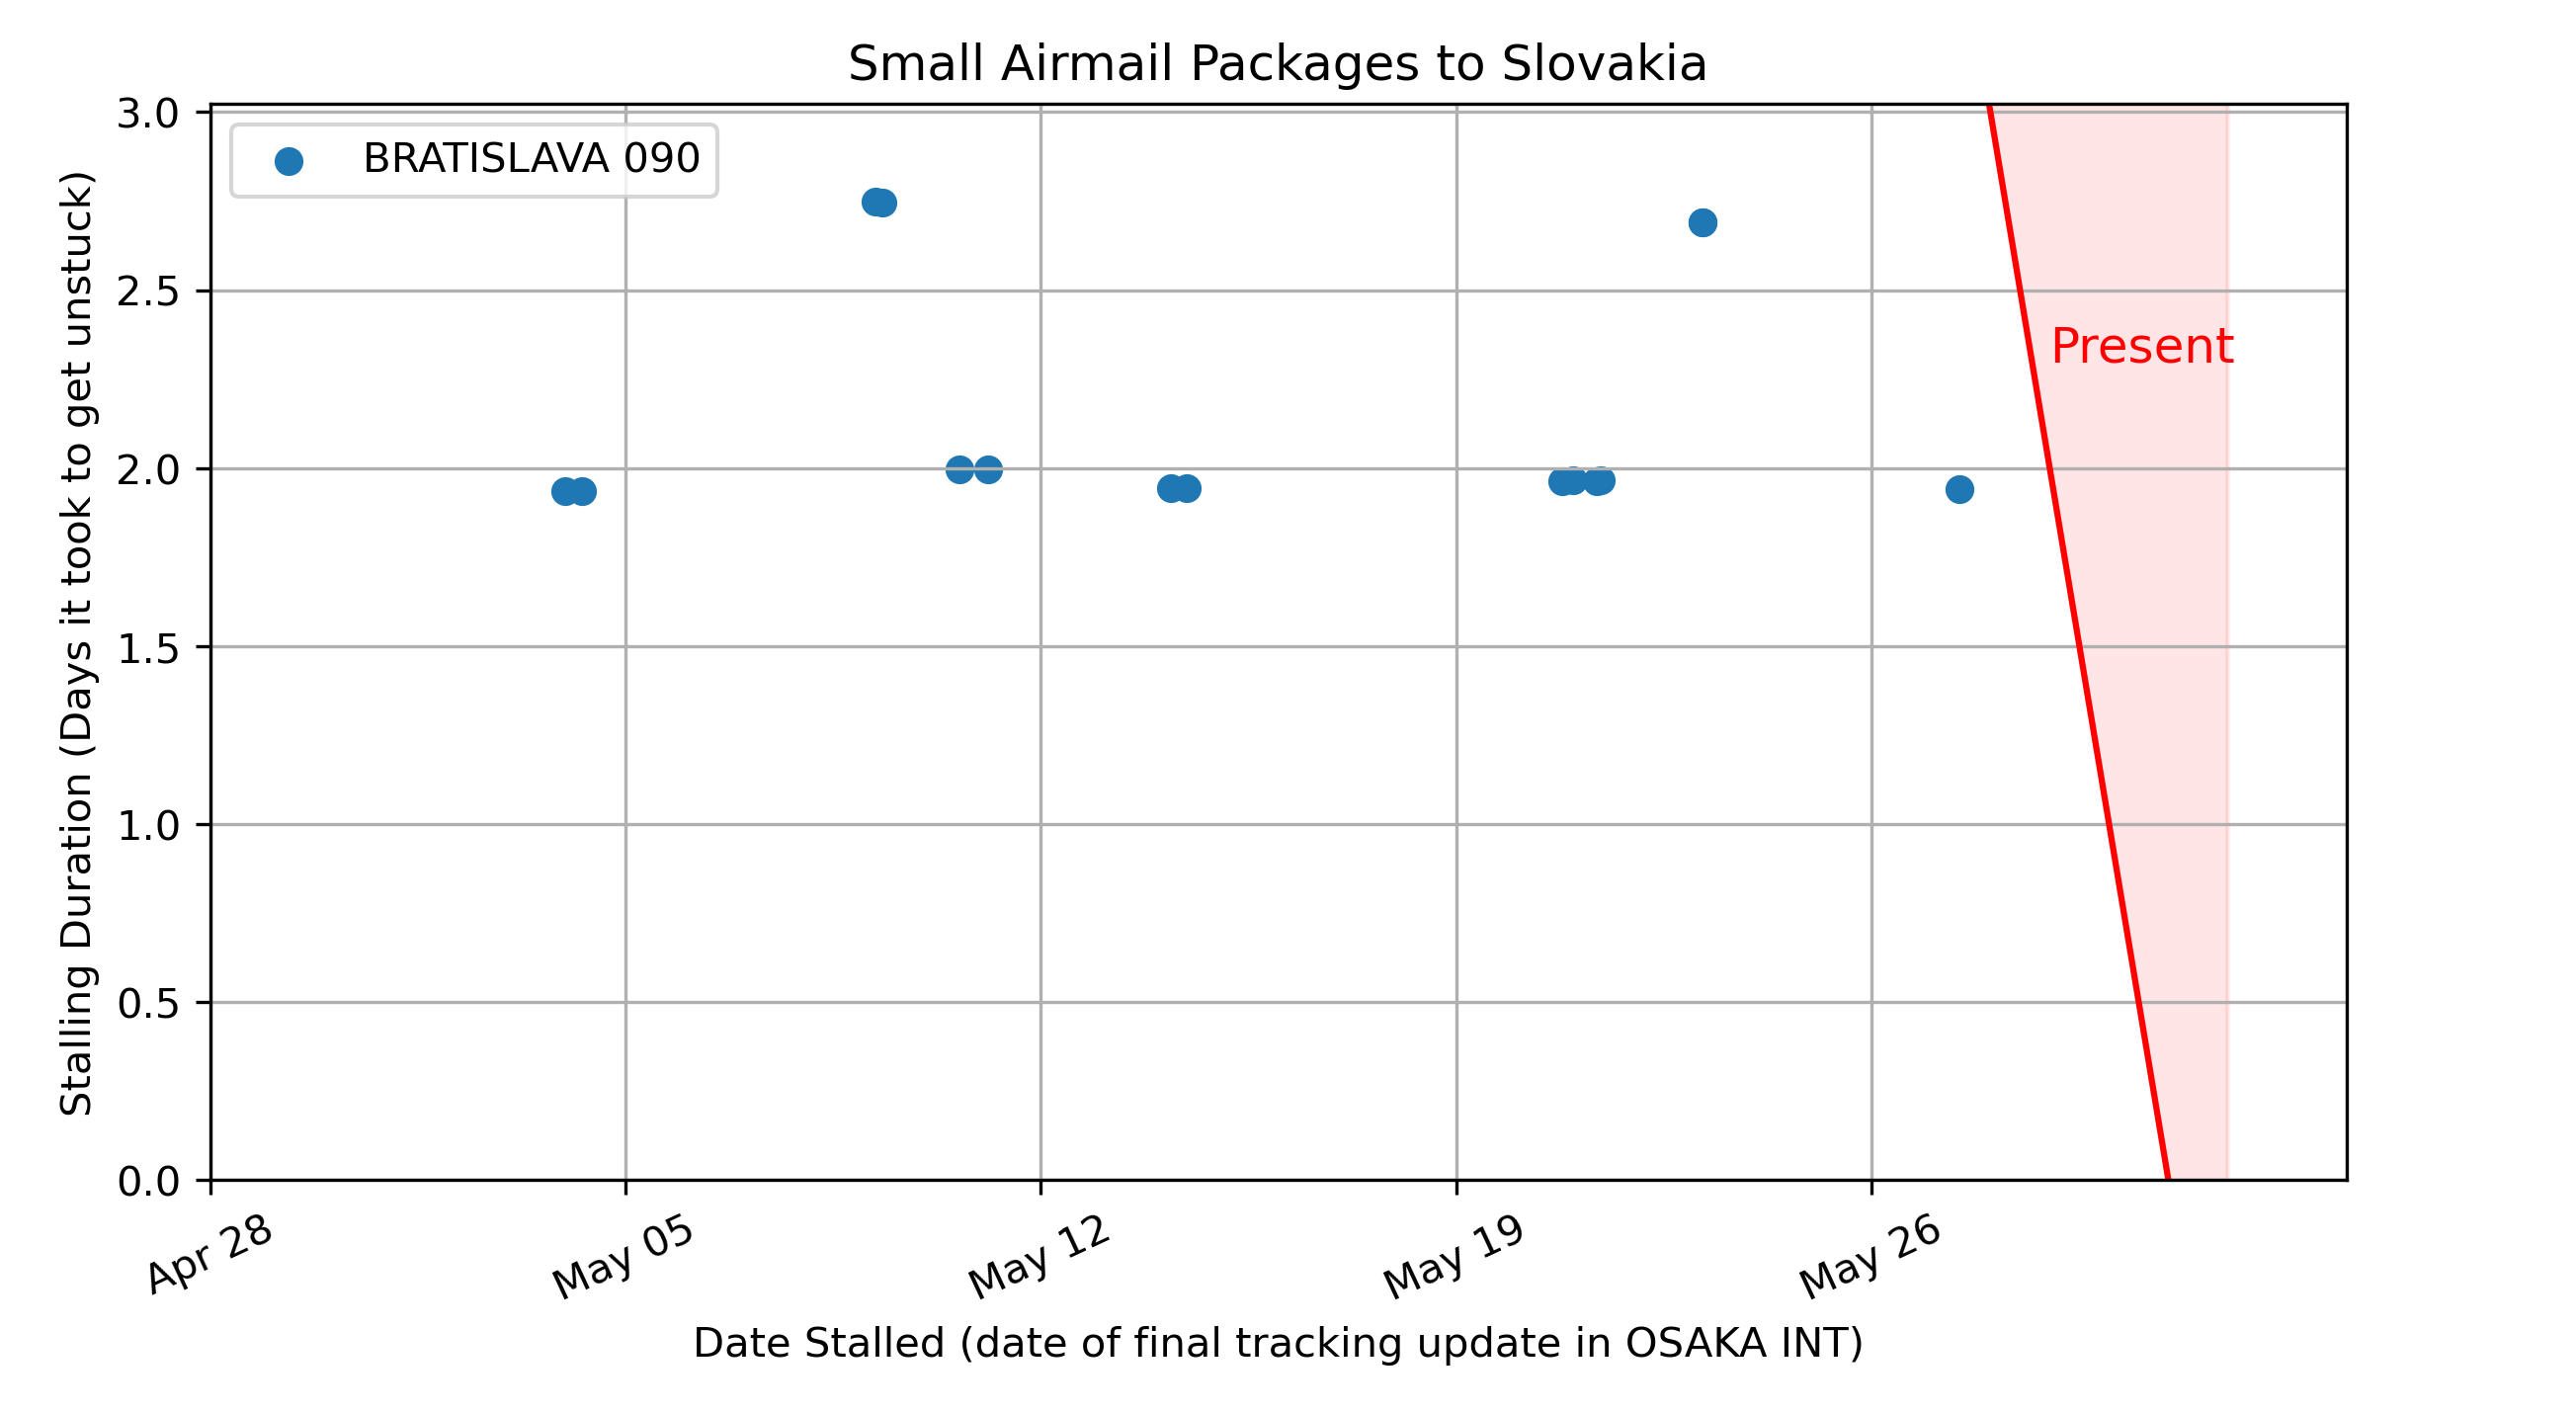 Small Airmail Packages to Slovakia
BRATISLAVA 090
Present
Stalling Duration (Days it took to get unstuck)
3.0
2.5
2.0
1.5
1.0
0.5
0.0
Apr 28
May 05
May 12
May 19
May 26
Date Stalled (date of final tracking update in OSAKA INT)